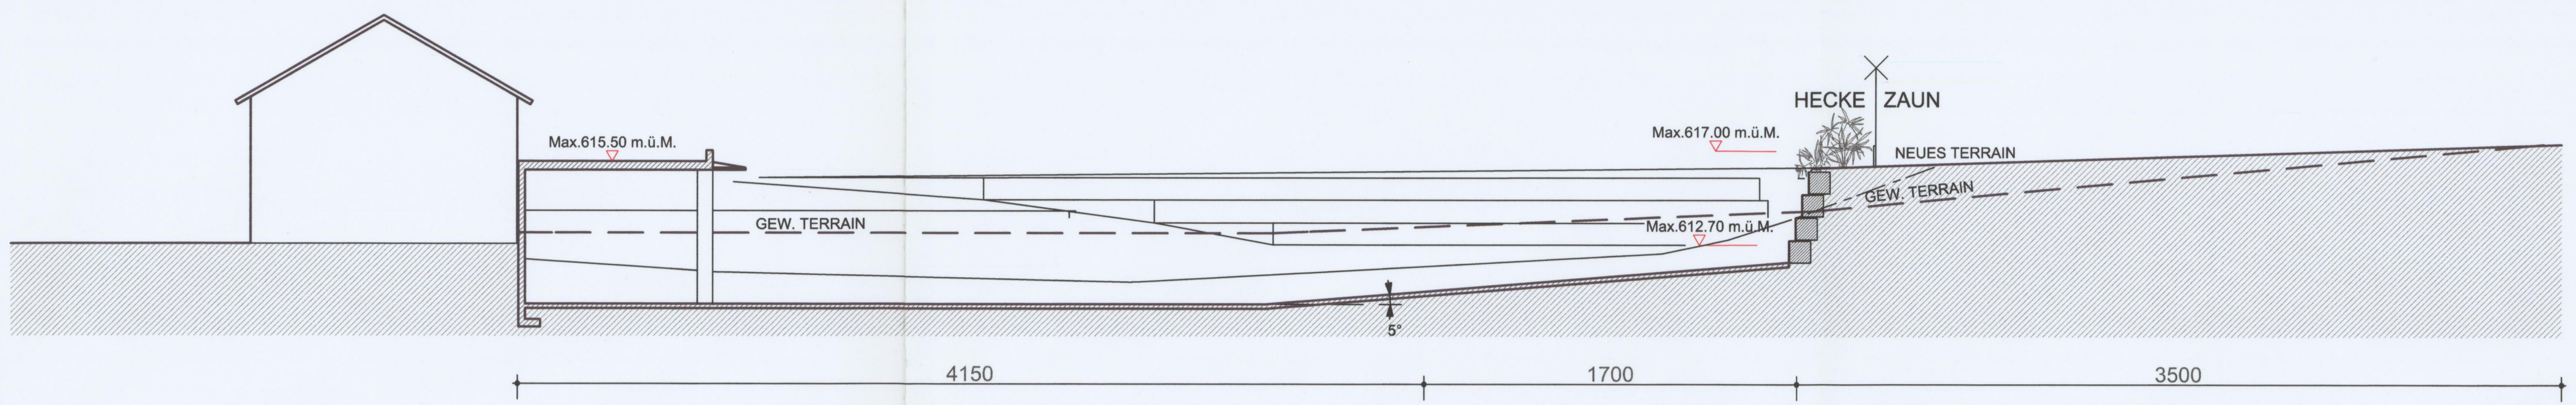 HECKE ZAUN
Max.615.50 m.ü.M.
Max.617.00 m.ü.M.
NEUES TERRAIN
GEW. TERRAIN
GEW. TERRAIN
Max.612.70 m.ü.M.
5°
4150
1700
3500